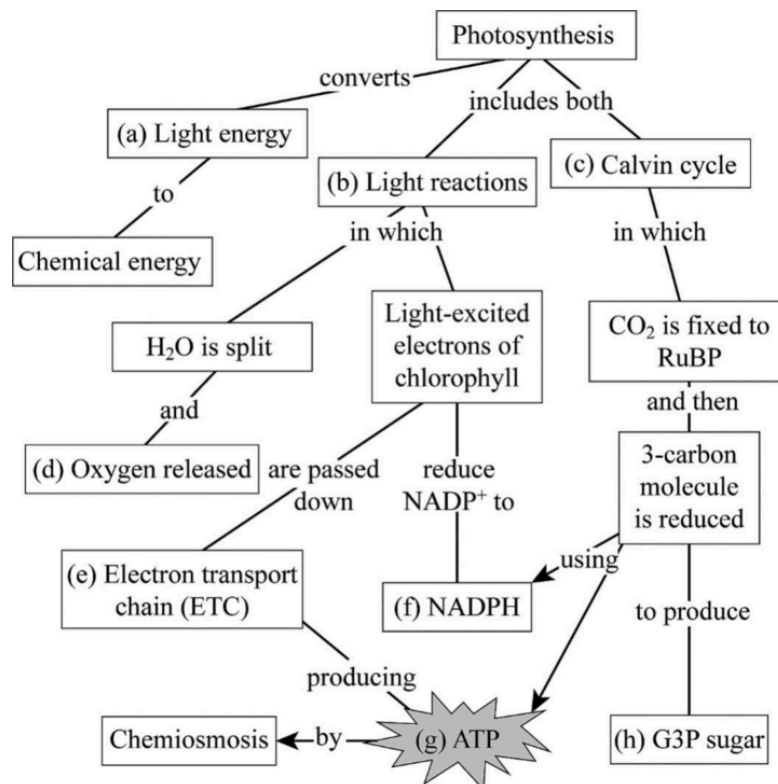 Photosynthesis
converts
includes both
(a) Light energy
(b) Light reactions
(c) Calvin cycle
to
in which
in which
Chemical energy
H₂O is split
Light-excited
electrons of
chlorophyll
CO₂ is fixed to
RuBP
and
and then
(d) Oxygen released
are passed
down
reduce
NADP⁺ to
3-carbon
molecule
is reduced
(e) Electron transport
chain (ETC)
using
(f) NADPH
to produce
producing
Chemiosmosis
by
(g) ATP
(h) G3P sugar